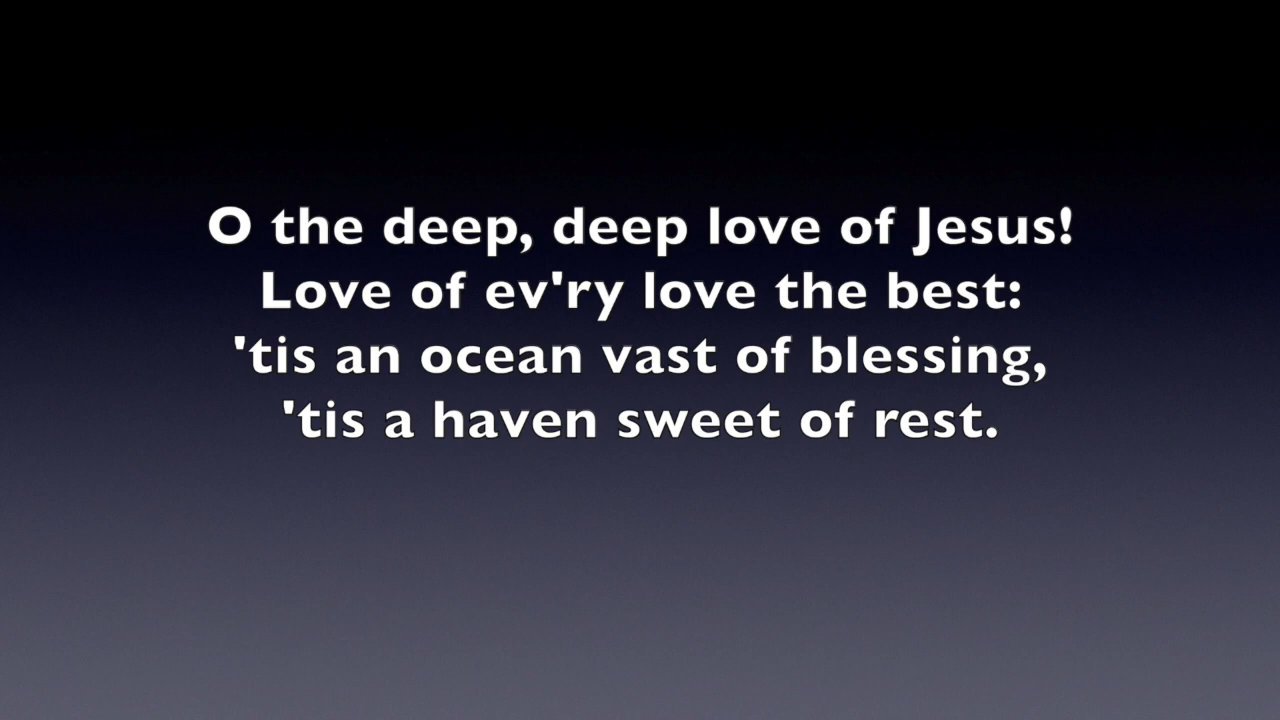 O the deep, deep love of Jesus!
Love of ev'ry love the best:
'tis an ocean vast of blessing,
'tis a haven sweet of rest.